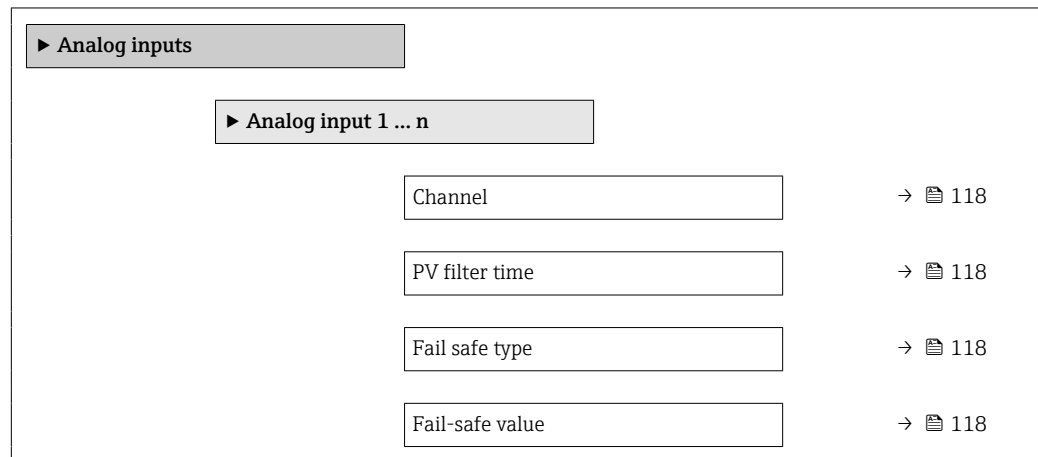 ▶ Analog inputs
▶ Analog input 1 … n
Channel → 118
PV filter time → 118
Fail safe type → 118
Fail-safe value → 118